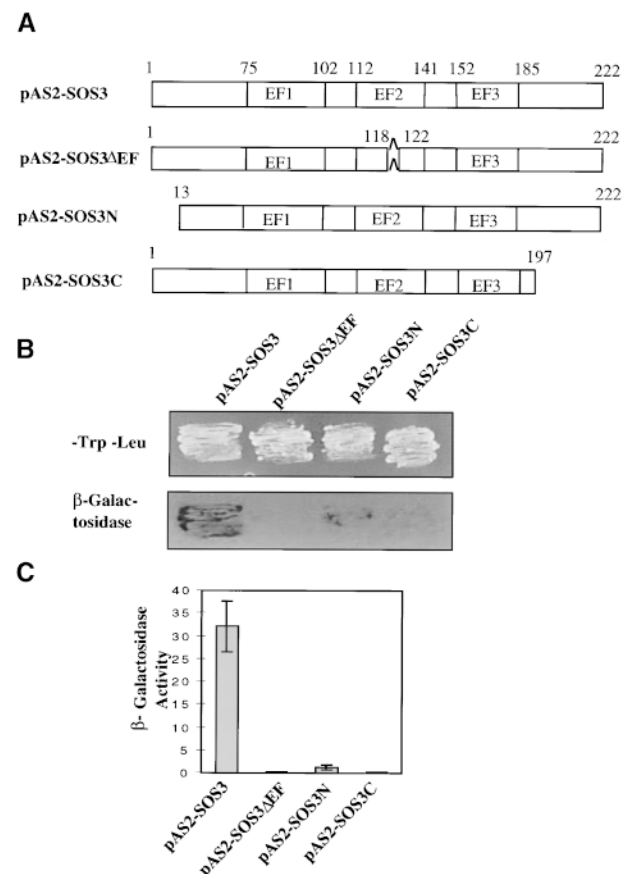 A
1 75 102 112 141 152 185 222
pAS2-SOS3 EF1 EF2 EF3
1 118 122 222
pAS2-SOS3ΔEF EF1 EF3
13 222
pAS2-SOS3N EF1 EF2 EF3
1 197
pAS2-SOS3C EF1 EF2 EF3
B
pAS2-SOS3 pAS2-SOS3ΔEF pAS2-SOS3N pAS2-SOS3C
-Trp -Leu
β-Galac-
tosidase
C
β- Galactosidase
Activity
40
35
30
25
20
15
10
5
0
pAS2-SOS3 pAS2-SOS3ΔEF pAS2-SOS3N pAS2-SOS3C